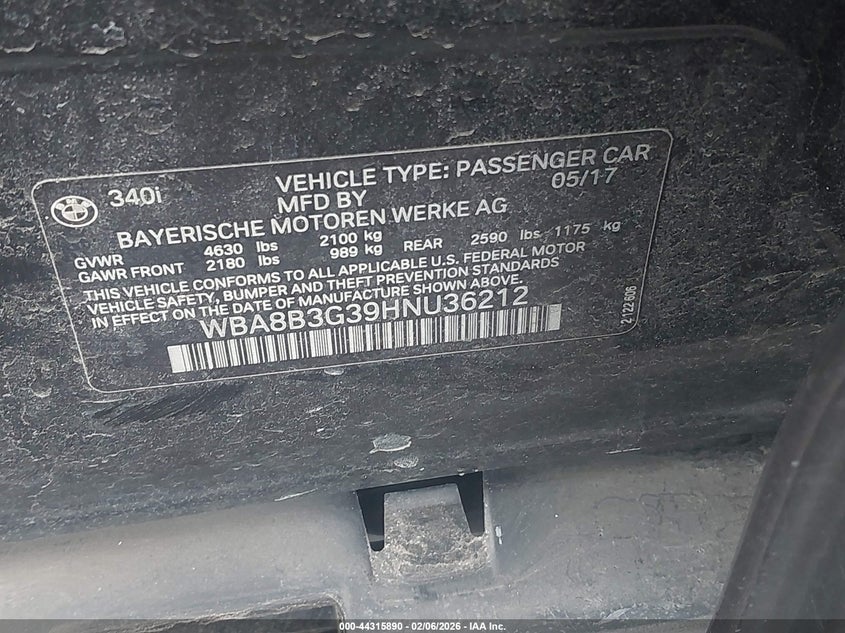 340i VEHICLE TYPE: PASSENGER CAR
MFD BY 05/17
BAYERISCHE MOTOREN WERKE AG
GVWR 4630 lbs 2100 kg
GAWR FRONT 2180 lbs 989 kg REAR 2590 lbs 1175 kg
THIS VEHICLE CONFORMS TO ALL APPLICABLE U.S. FEDERAL MOTOR
VEHICLE SAFETY, BUMPER AND THEFT PREVENTION STANDARDS
IN EFFECT ON THE DATE OF MANUFACTURE SHOWN ABOVE.
WBA8B3G39HNU36212
2 122 606
000-44315890 - 02/06/2026 - IAA Inc.